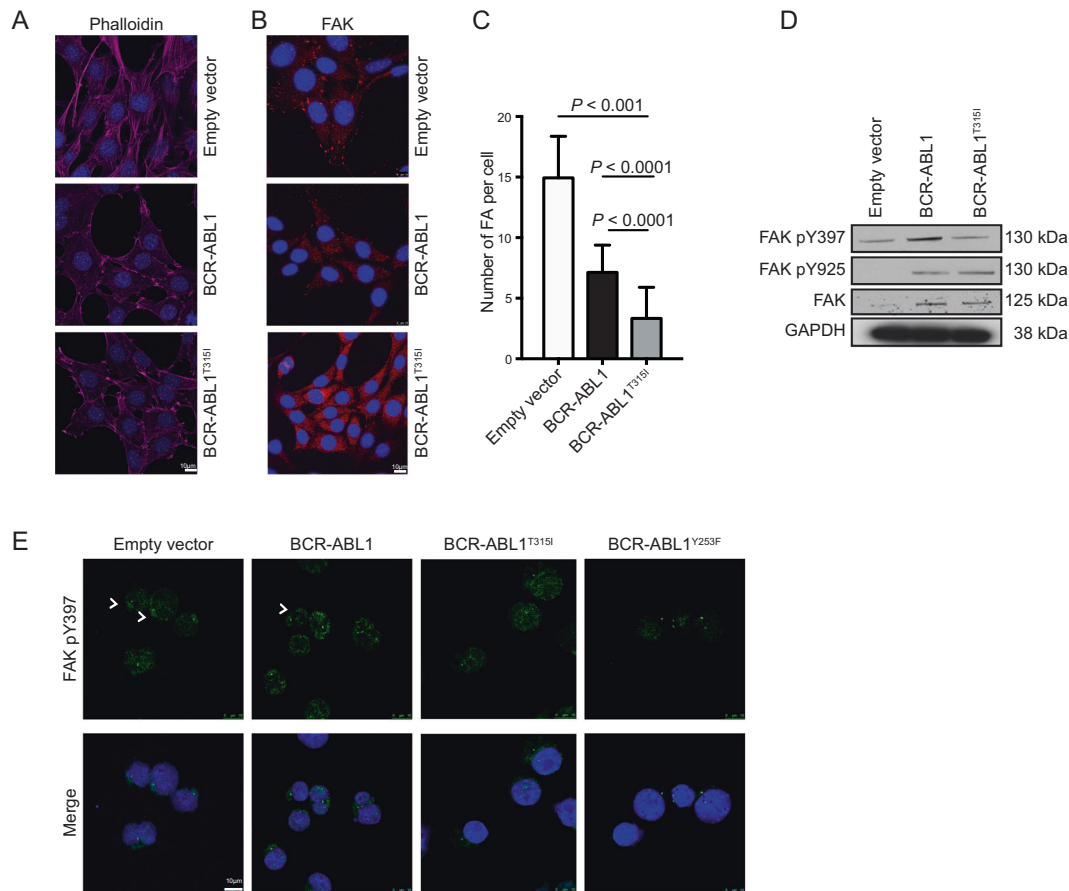 A
Phalloidin
Empty vector
BCR-ABL1
BCR-ABL1T315I
10µm
B
FAK
Empty vector
BCR-ABL1
BCR-ABL1T315I
10µm
C
Number of FA per cell
20
15
10
5
0
P < 0.001
P < 0.0001
P < 0.0001
Empty vector
BCR-ABL1
BCR-ABL1T315I
D
Empty vector
BCR-ABL1
BCR-ABL1T315I
FAK pY397 130 kDa
FAK pY925 130 kDa
FAK 125 kDa
GAPDH 38 kDa
E
Empty vector BCR-ABL1 BCR-ABL1T315I BCR-ABL1Y253F
FAK pY397
Merge
10µm